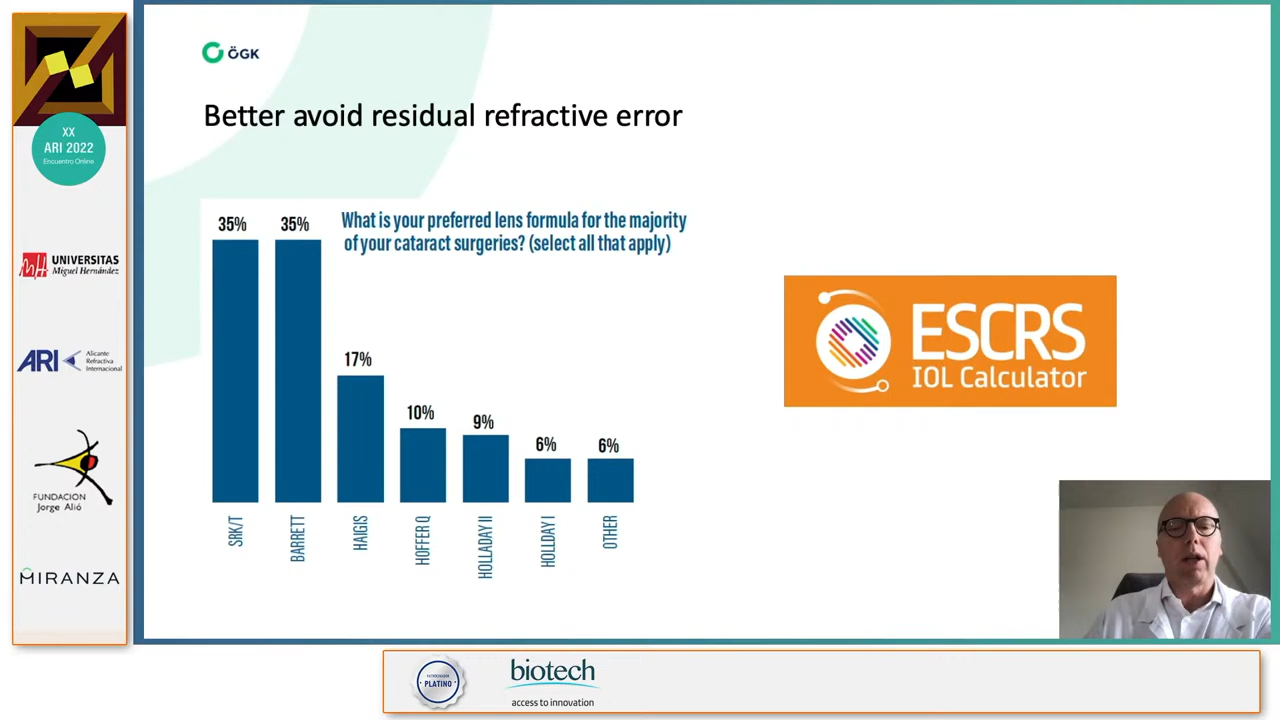 XX
ARI 2022
Encuentro Online
UNIVERSITAS
Miguel Hernández
ARI
Alicante
Refractiva
Internacional
FUNDACION
Jorge Alió
MIRANZA
ÖGK
Better avoid residual refractive error
What is your preferred lens formula for the majority
of your cataract surgeries? (select all that apply)
35%
35%
17%
10%
9%
6%
6%
SRK/T
BARRETT
HAIGIS
HOFFER Q
HOLLADAY II
HOLLDAY I
OTHER
ESCRS
IOL Calculator
PATROCINADOR
PLATINO
biotech
access to innovation